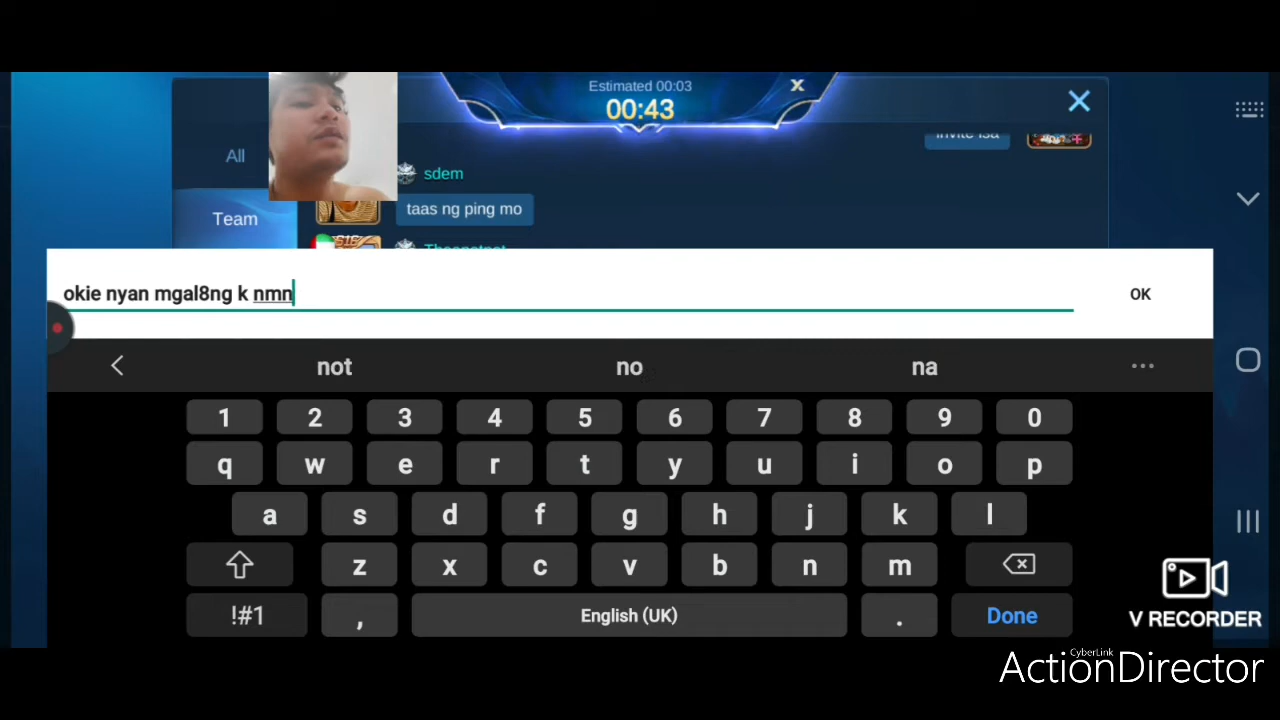 Estimated 00:03
x
00:43
All
sdem
Team
taas ng ping mo
okie nyan mgal8ng k nmn
OK
not
no
na
1 2 3 4 5 6 7 8 9 0
q w e r t y u i o p
a s d f g h j k l
z x c v b n m
!#1 , English (UK) . Done
V RECORDER
CyberLink
ActionDirector